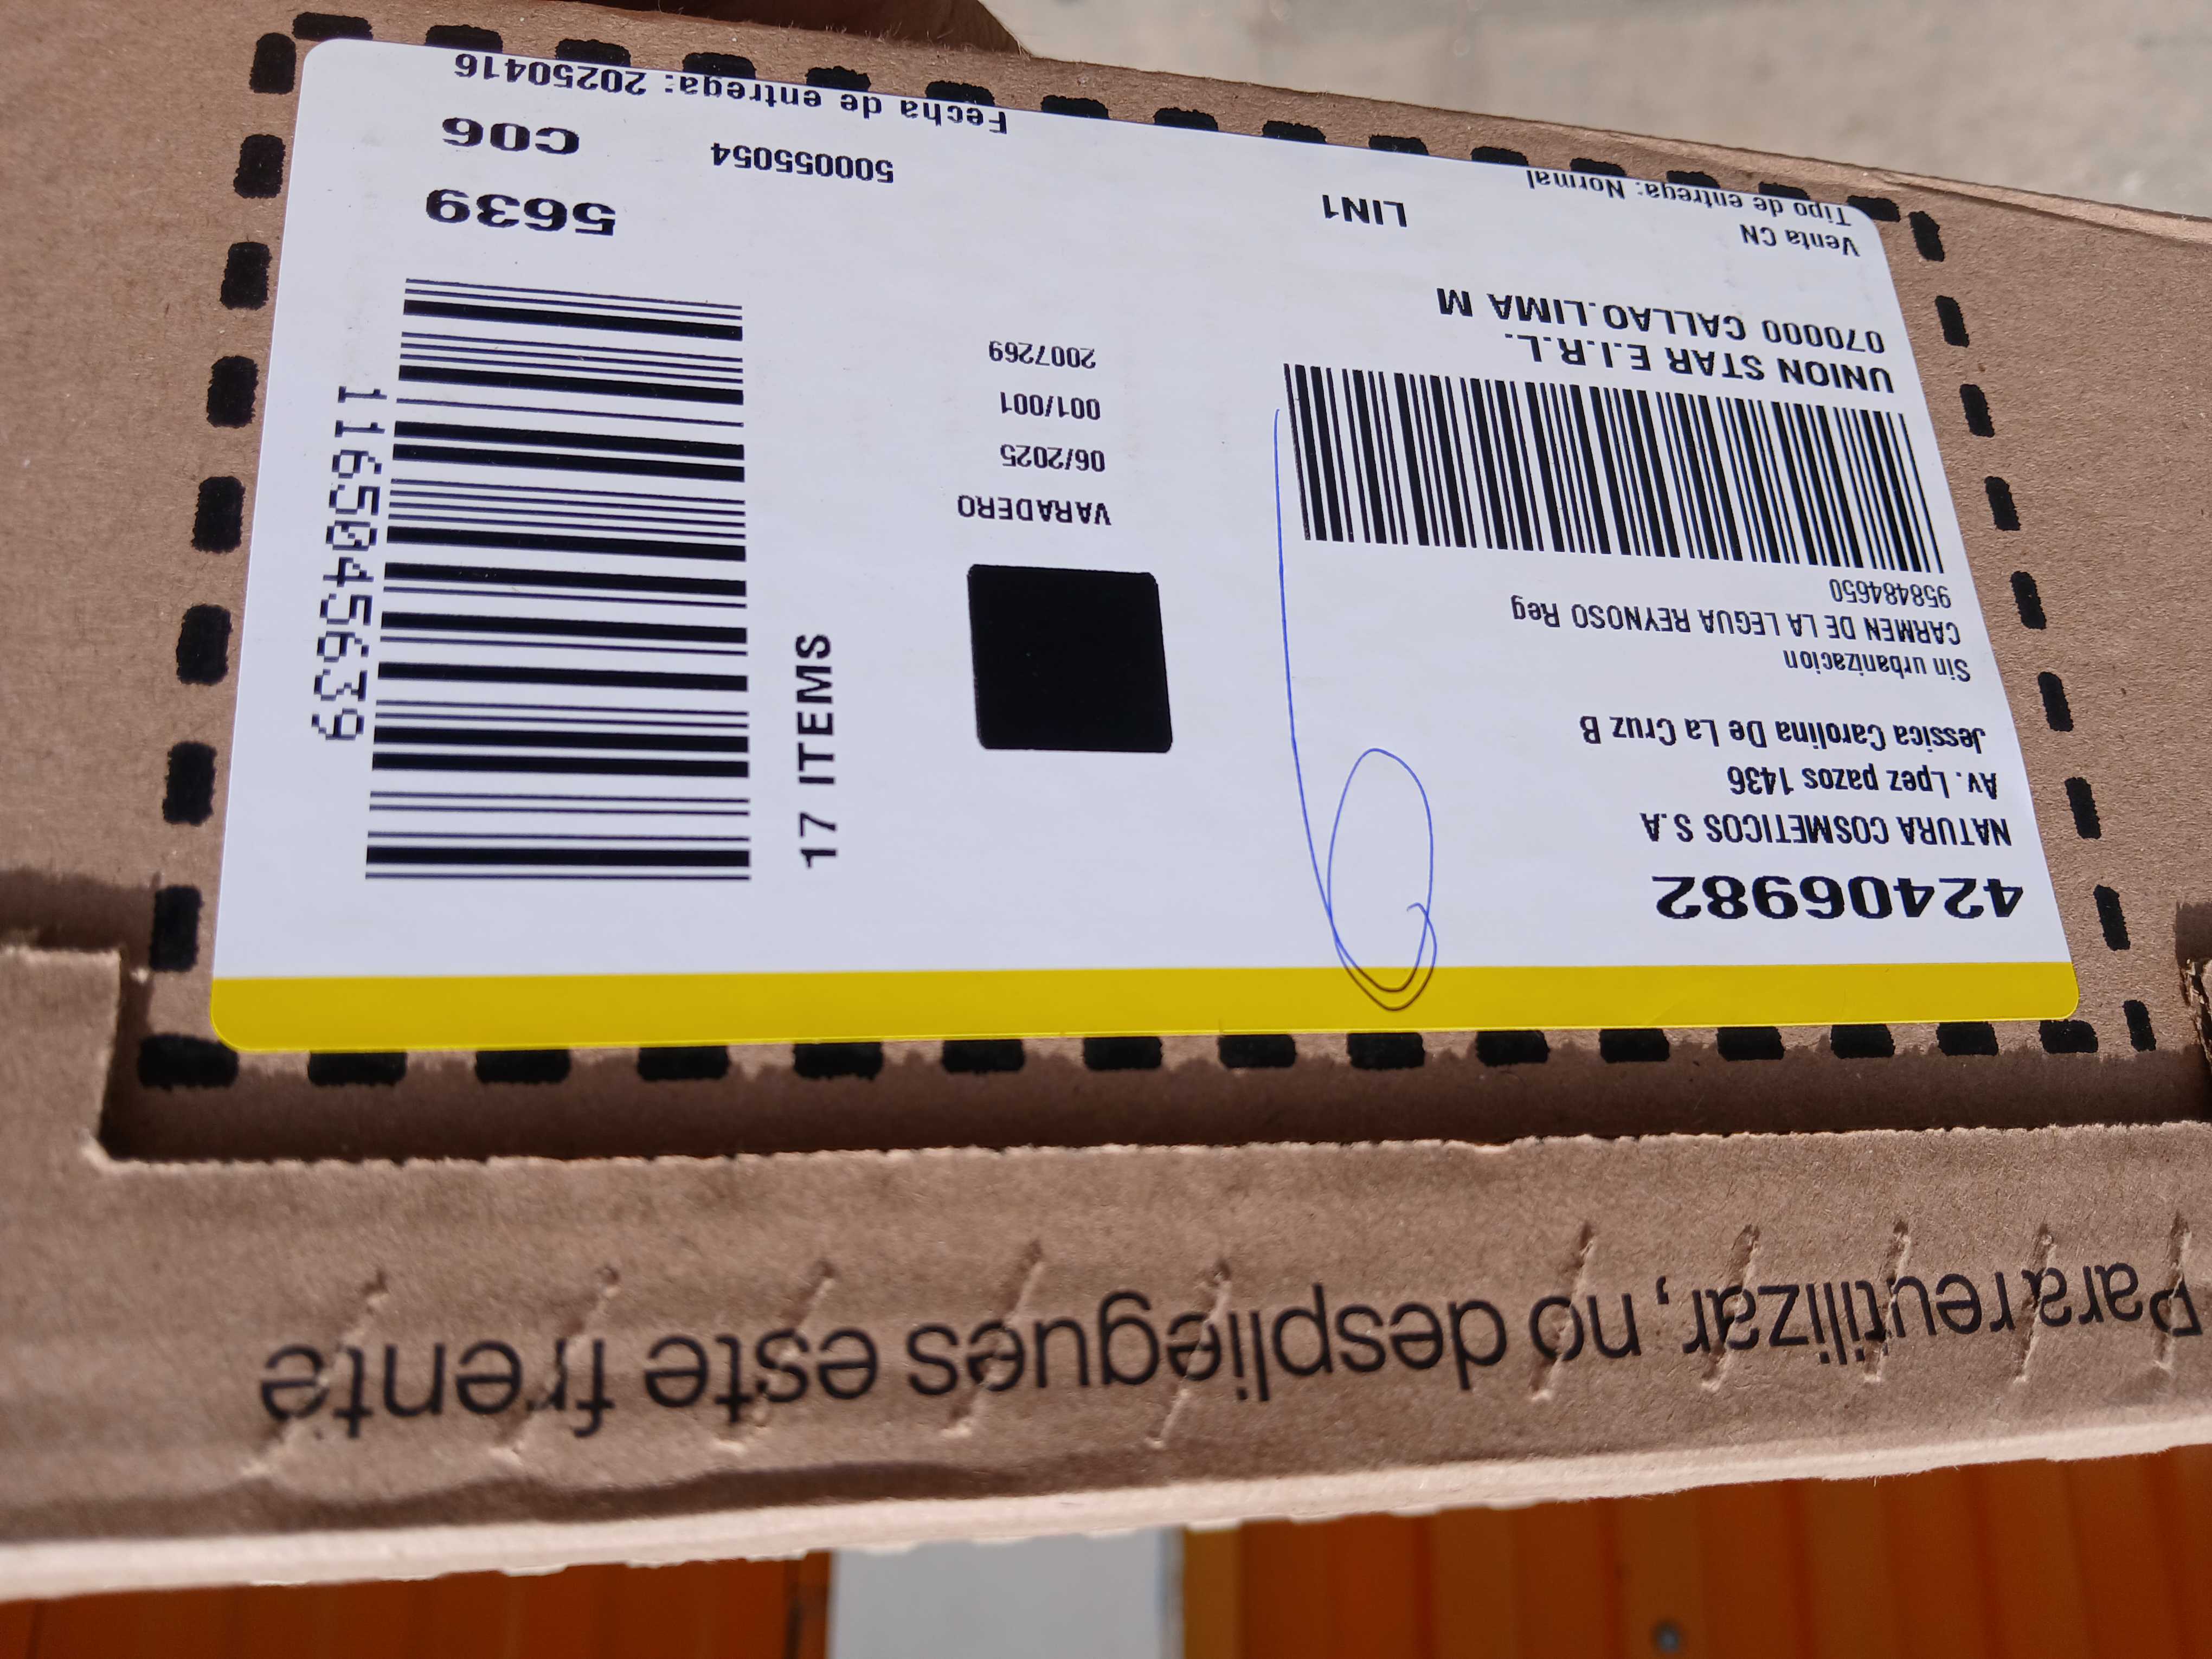 42406982
NATURA COSMETICOS S.A
Av. Lpez pazos 1436
Jessica Carolina De La Cruz B
Sin urbanizacion
CARMEN DE LA LEGUA REYNOSO Reg
958484650
UNION STAR E.I.R.L.
070000 CALLAO.LIMA M
Venta CN
Tipo de entrega: Normal
LIN1
VARADERO
06/2025
001/001
2007269
17 ITEMS
11650455639
5639
500055054
C06
Fecha de entrega: 20250416
Para reutilizar, no despliegues este frente